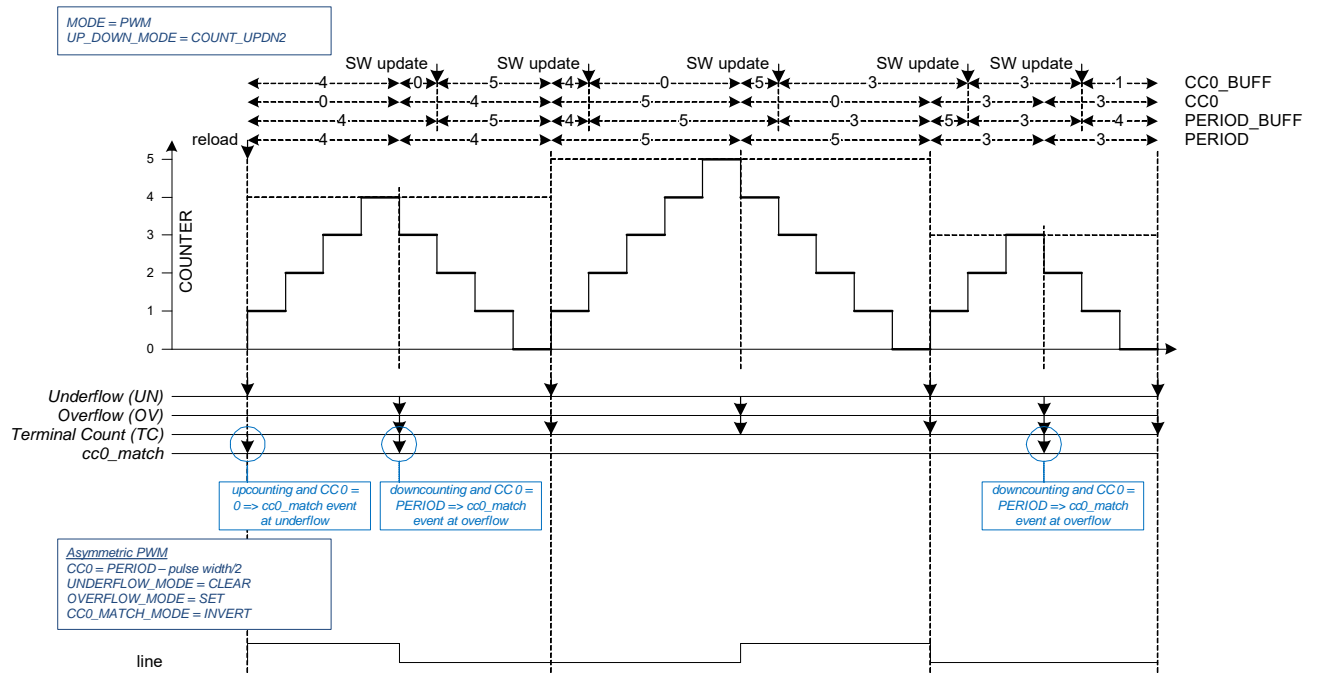 MODE = PWM
UP_DOWN_MODE = COUNT_UPDN2
SW update SW update SW update SW update SW update SW update
4 0 5 4 0 5 3 3 1 CC0_BUFF
0 4 5 0 3 3 CC0
4 5 4 5 3 5 3 4 PERIOD_BUFF
reload 4 4 5 5 3 3 PERIOD
5
4
3
2
1
0
COUNTER
Underflow (UN)
Overflow (OV)
Terminal Count (TC)
cc0_match
upcounting and CC0 =
0 => cc0_match event
at underflow
downcounting and CC0 =
PERIOD => cc0_match
event at overflow
downcounting and CC0 =
PERIOD => cc0_match
event at overflow
Asymmetric PWM
CC0 = PERIOD – pulse width/2
UNDERFLOW_MODE = CLEAR
OVERFLOW_MODE = SET
CC0_MATCH_MODE = INVERT
line